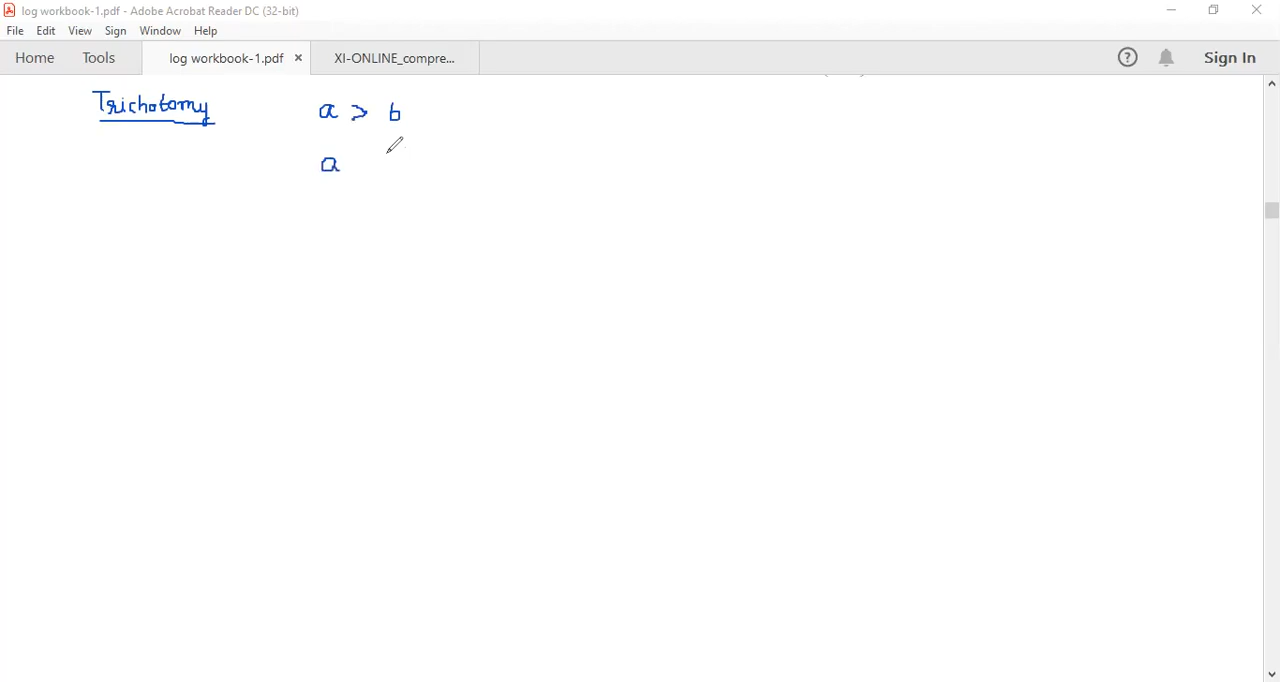 log workbook-1.pdf - Adobe Acrobat Reader DC (32-bit)
File Edit View Sign Window Help
Home Tools log workbook-1.pdf × XI-ONLINE_compre... ? Sign In
Trichotomy a > b
a